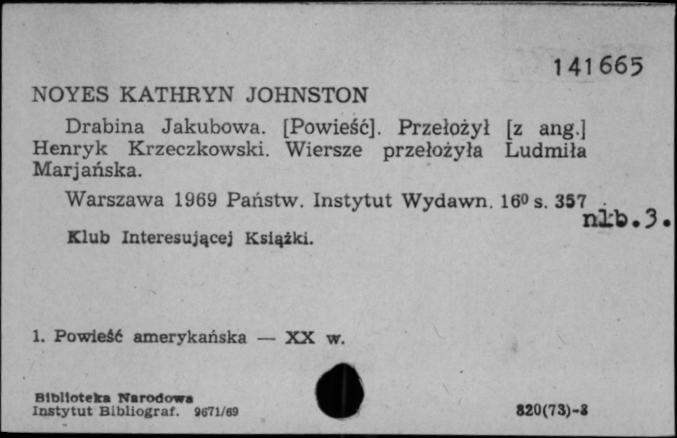 141665
NOYES KATHRYN JOHNSTON
Drabina Jakubowa. [Powieść]. Przełożył [z ang.]
Henryk Krzeczkowski. Wiersze przełożyła Ludmiła
Marjańska.
Warszawa 1969 Państw. Instytut Wydawn. 16⁰ s. 357
nlb.3.
Klub Interesującej Książki.
1. Powieść amerykańska — XX w.
Biblioteka Narodowa
Instytut Bibliograf. 9671/69
820(73)-3